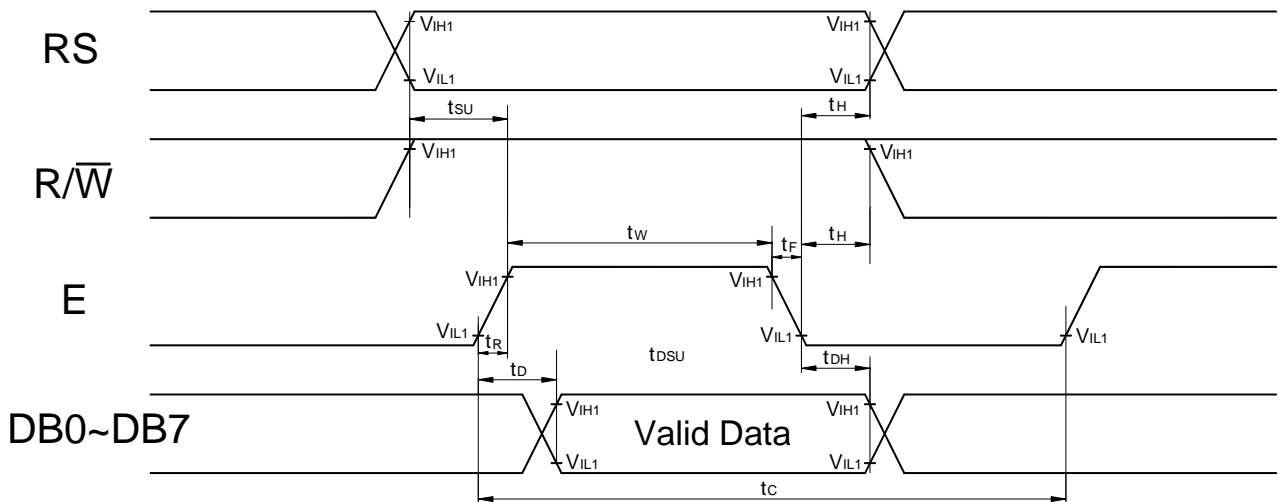 RS
VIH1
VIH1
VIL1
VIL1
tSU
tH
R/W̅
VIH1
VIH1
tW
tF
tH
E
VIH1
VIH1
VIL1
VIL1
VIL1
tR
tD
tDSU
tDH
DB0~DB7
VIH1
Valid Data
VIH1
VIL1
VIL1
tC